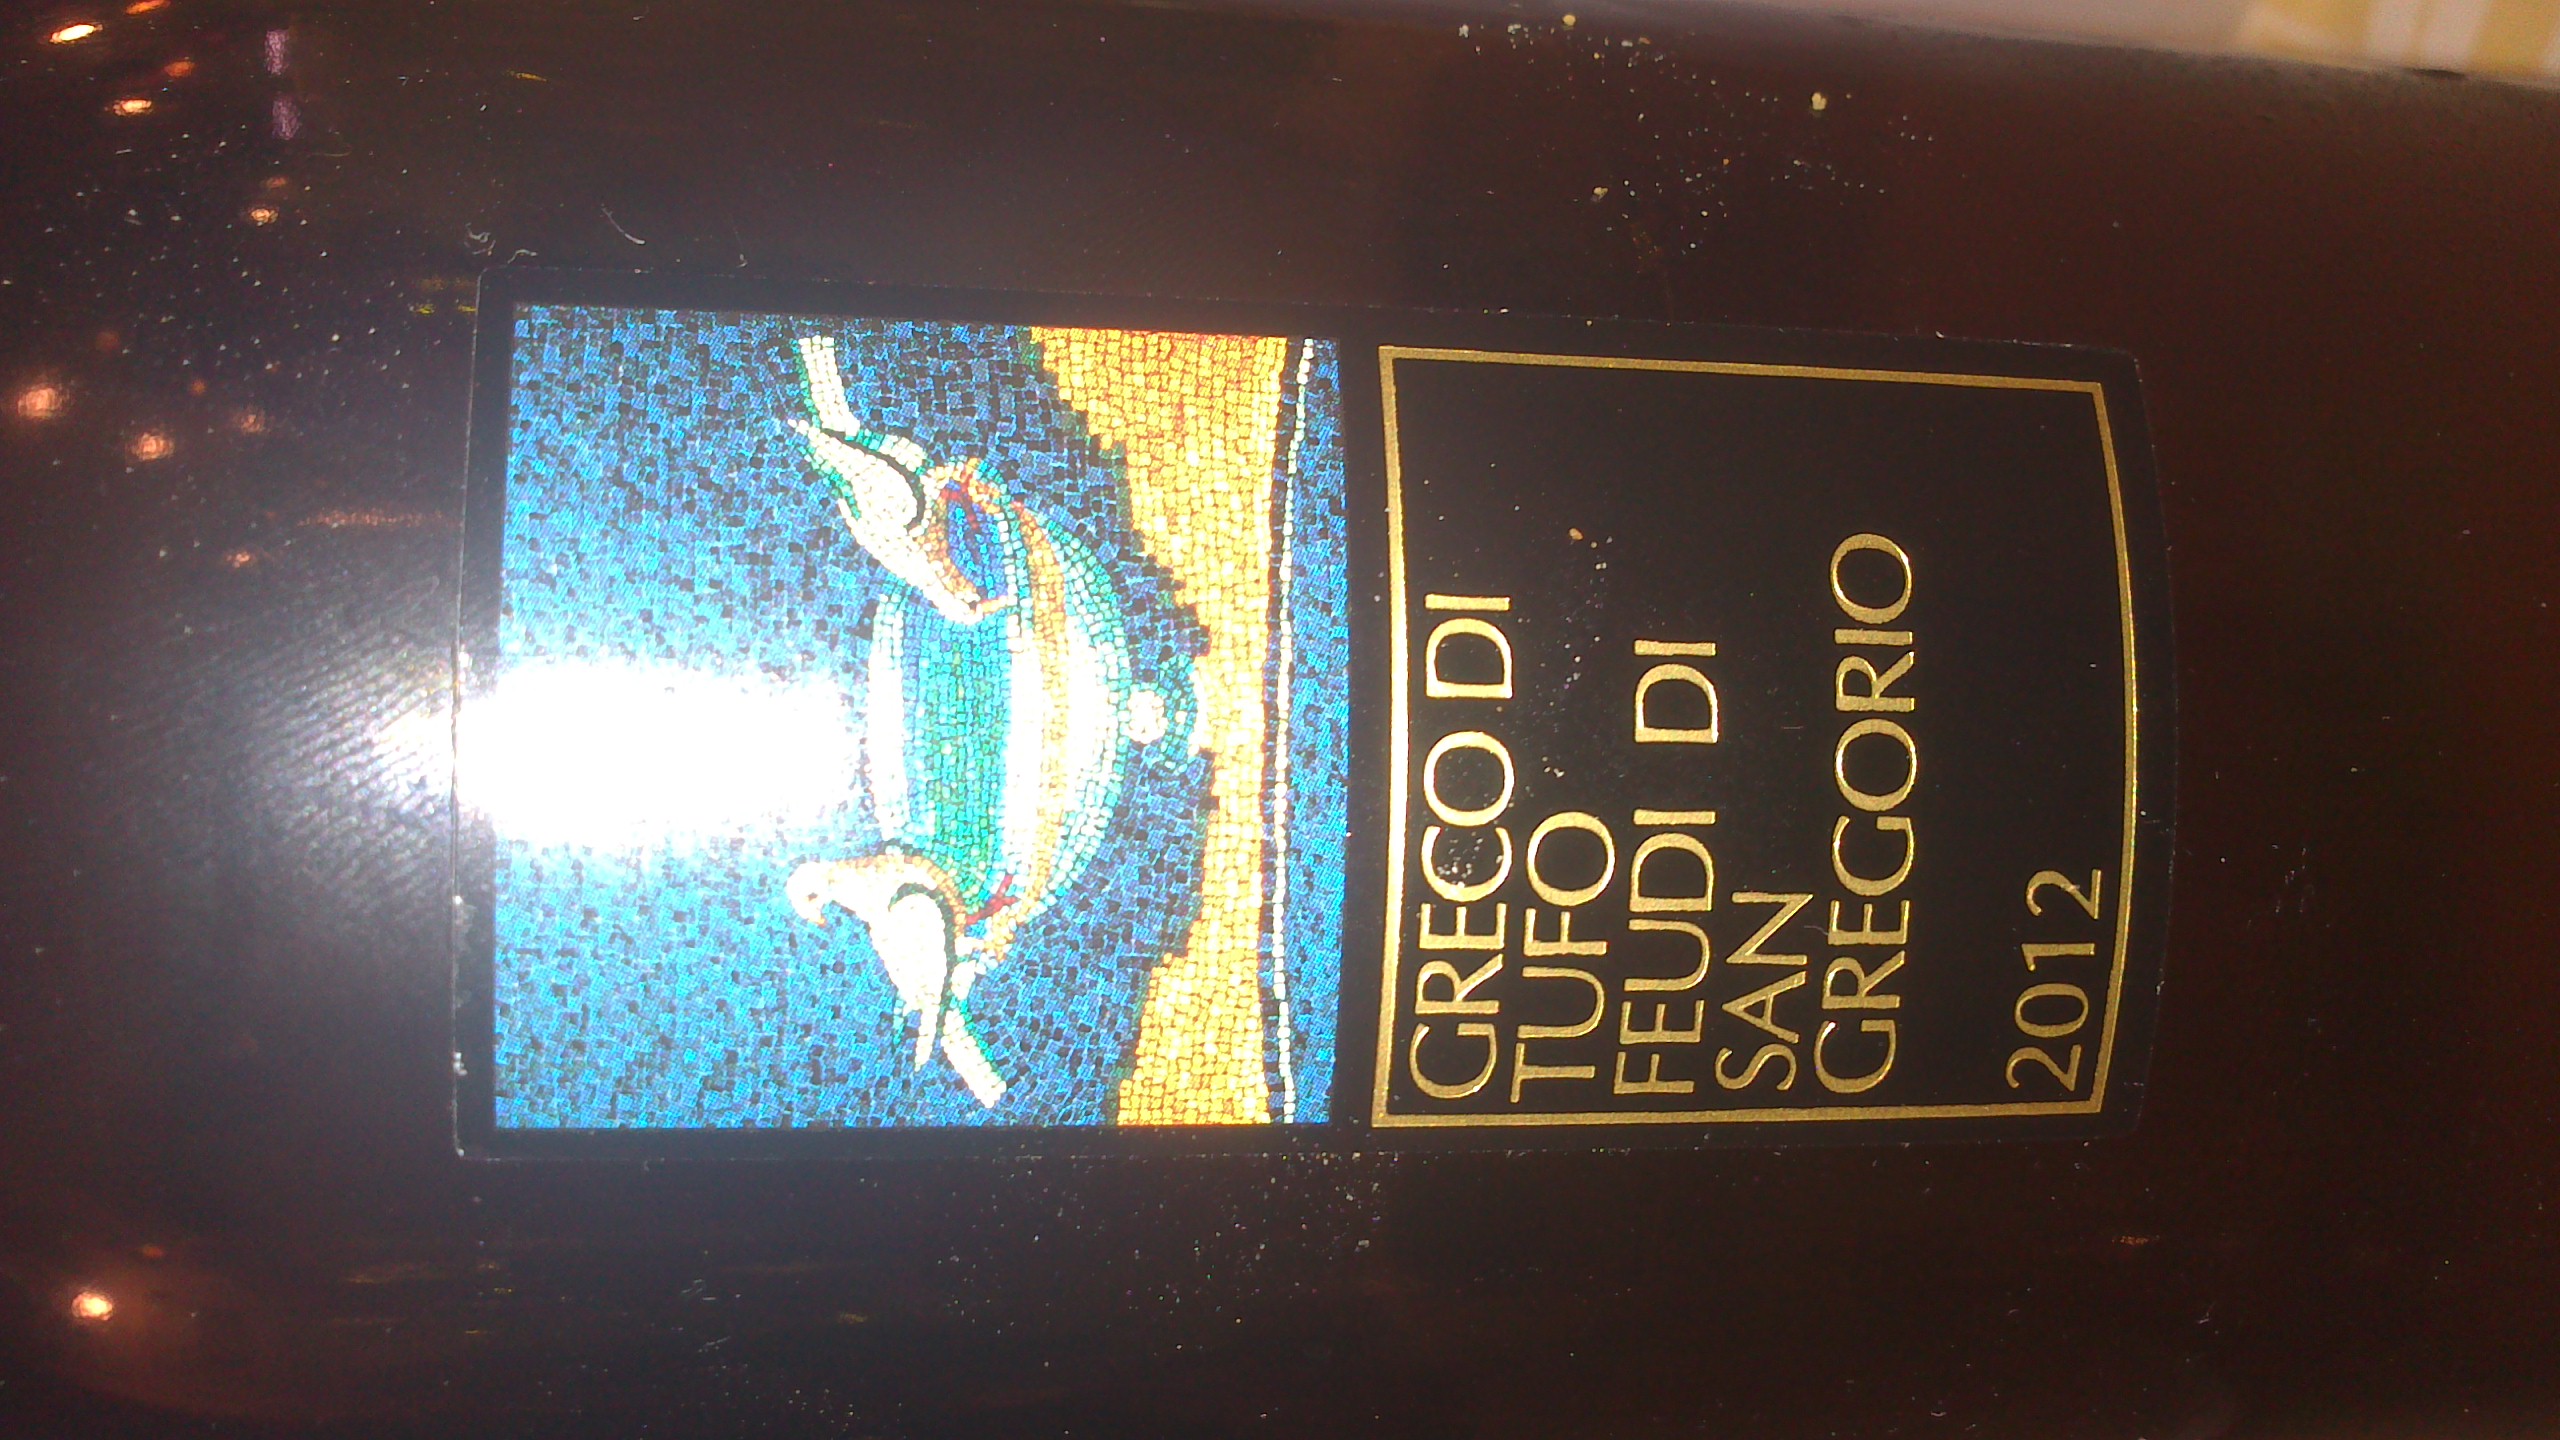 GRECO DI
TUFO
FEUDI DI
SAN
GREGORIO
2012